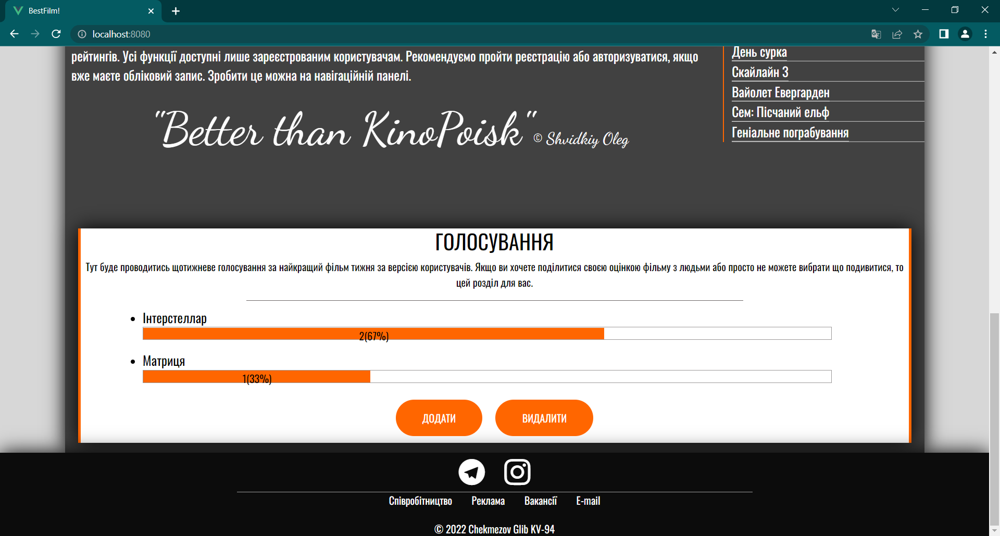 BestFilm!
localhost:8080
рейтингів. Усі функції доступні лише зареєстрованим користувачам. Рекомендуємо пройти реєстрацію або авторизуватися, якщо
вже маєте обліковий запис. Зробити це можна на навігаційній панелі.
"Better than KinoPoisk" © Shvidkiy Oleg
День сурка
Скайлайн 3
Вайолет Евергарден
Сем: Пісчаний ельф
Геніальне пограбування
ГОЛОСУВАННЯ
Тут буде проводитись щотижневе голосування за найкращий фільм тижня за версією користувачів. Якщо ви хочете поділитися своєю оцінкою фільму з людьми або просто не можете вибрати що подивитися, то
цей розділ для вас.
Інтерстеллар
2(67%)
Матриця
1(33%)
ДОДАТИ ВИДАЛИТИ
Співробітництво Реклама Вакансії E-mail
© 2022 Chekmezov Glib KV-94